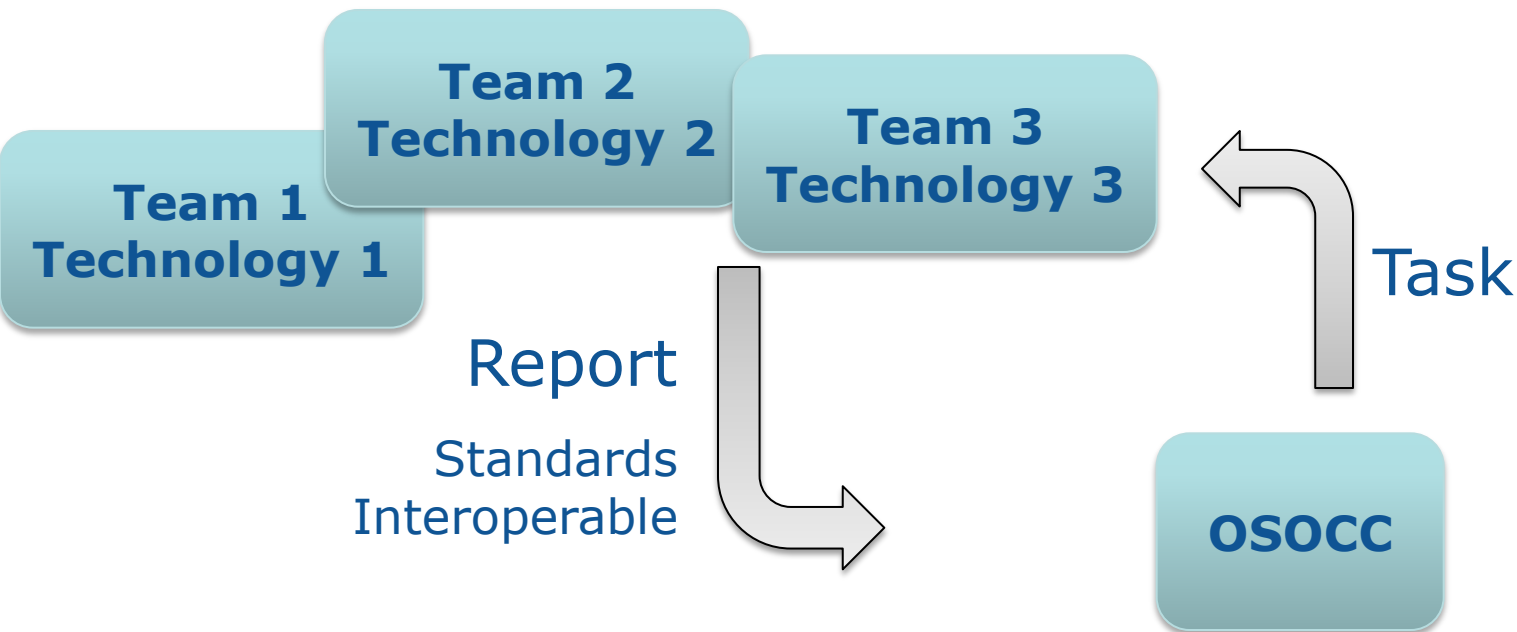 Team 1
Technology 1
Team 2
Technology 2
Team 3
Technology 3
Task
Report
Standards
Interoperable
OSOCC